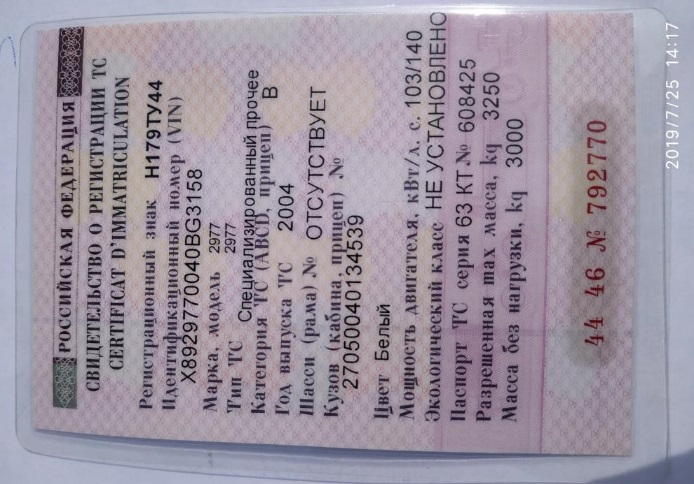 РОССИЙСКАЯ ФЕДЕРАЦИЯ
СВИДЕТЕЛЬСТВО О РЕГИСТРАЦИИ ТС
CERTIFICAT D'IMMATRICULATION
Регистрационный знак Н179ТУ44
Идентификационный номер (VIN)
X8929770040BG3158
Марка, модель 2977
2977
Тип ТС Специализированный прочее
Категория ТС (ABCD, прицеп) В
Год выпуска ТС 2004
Шасси (рама) № ОТСУТСТВУЕТ
Кузов (кабина, прицеп) №
27050040134539
Цвет Белый
Мощность двигателя, кВт/л. с. 103/140
Экологический класс НЕ УСТАНОВЛЕНО
Паспорт ТС серия 63 КТ № 608425
Разрешенная max масса, kg 3250
Масса без нагрузки, kg 3000
44 46 № 792770
2019/7/25 14:17